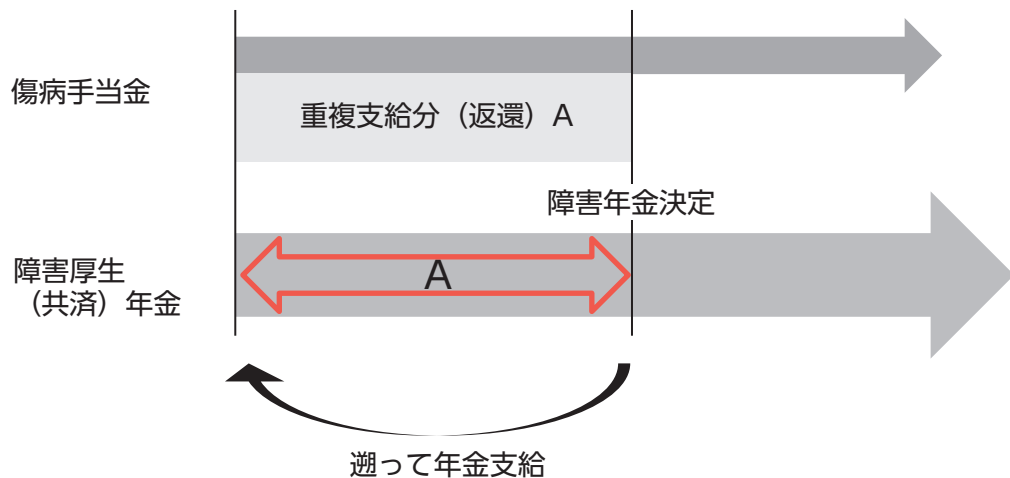 傷病手当金
重複支給分（返還）A
障害年金決定
障害厚生
（共済）年金
A
遡って年金支給